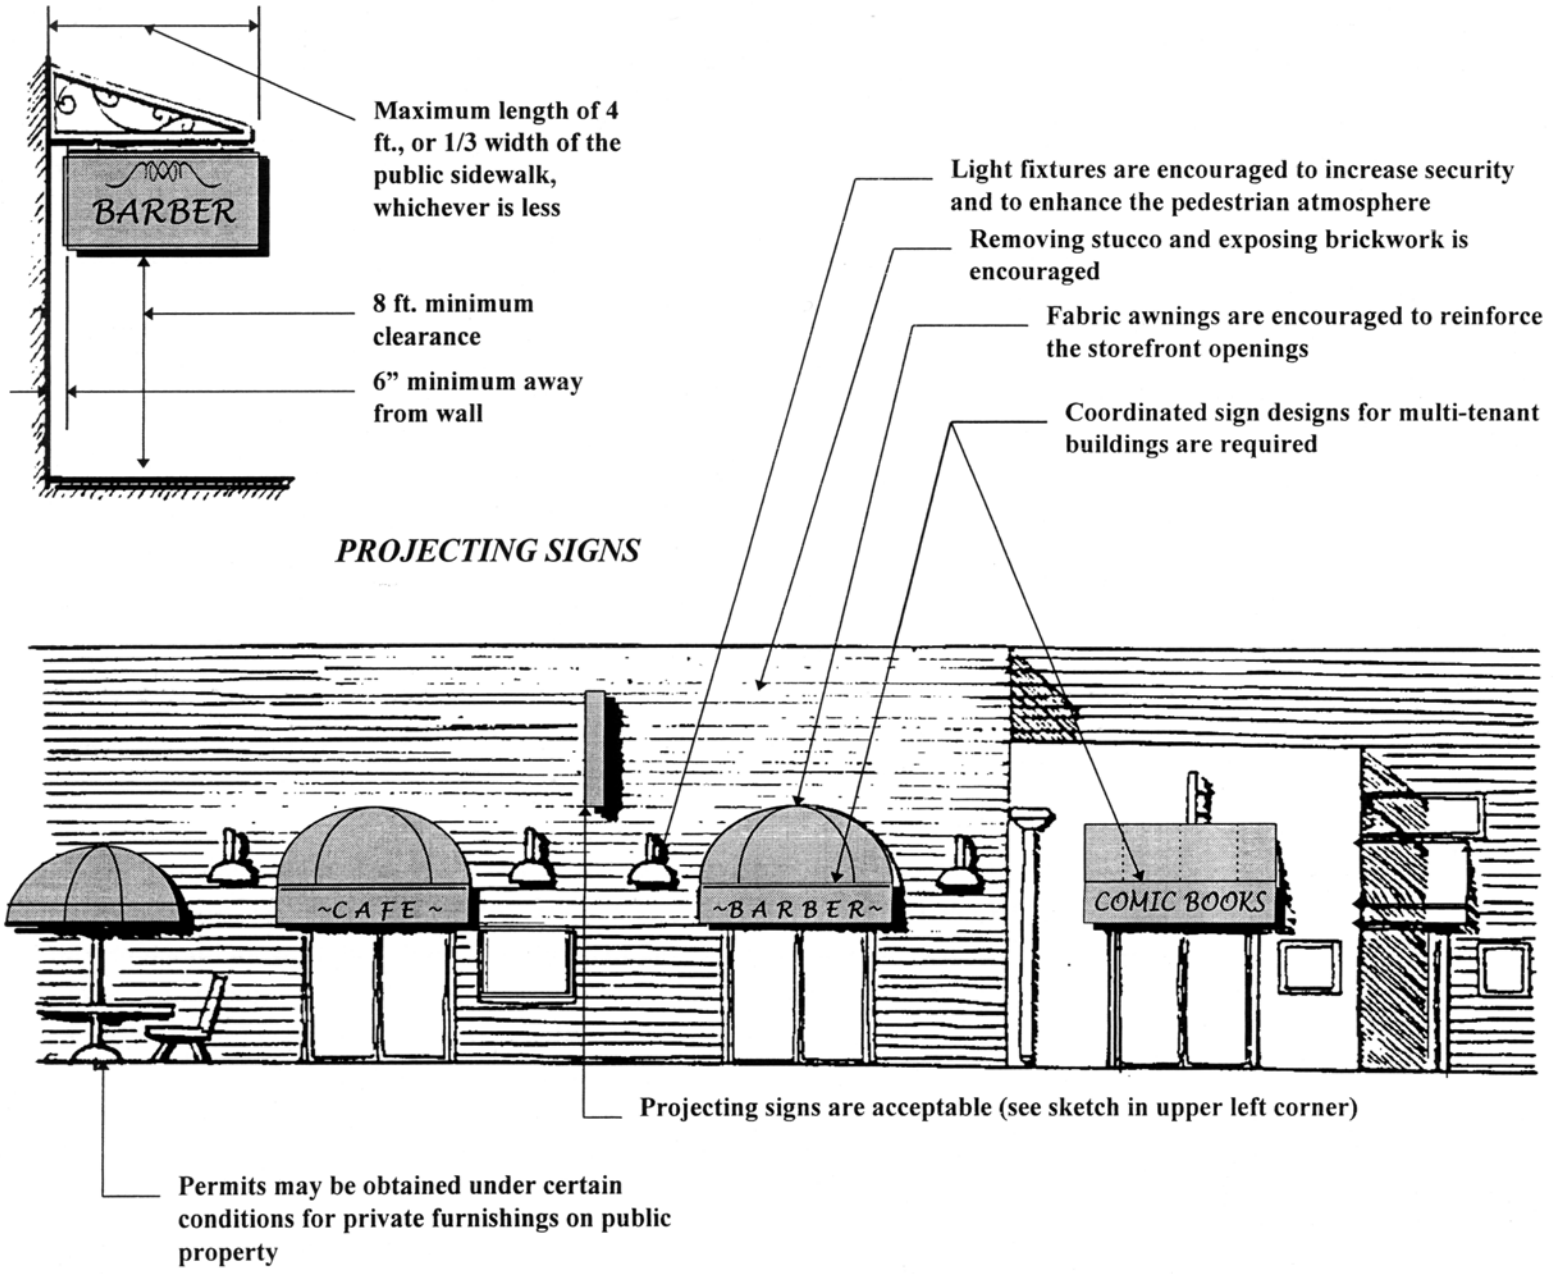 Maximum length of 4
ft., or 1/3 width of the
public sidewalk,
whichever is less
BARBER
8 ft. minimum
clearance
6” minimum away
from wall
PROJECTING SIGNS
Light fixtures are encouraged to increase security
and to enhance the pedestrian atmosphere
Removing stucco and exposing brickwork is
encouraged
Fabric awnings are encouraged to reinforce
the storefront openings
Coordinated sign designs for multi-tenant
buildings are required
~CAFE~
~BARBER~
COMIC BOOKS
Projecting signs are acceptable (see sketch in upper left corner)
Permits may be obtained under certain
conditions for private furnishings on public
property